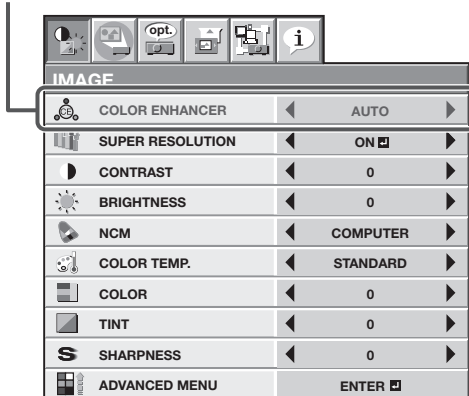 opt.
i
IMAGE
CE COLOR ENHANCER AUTO
SUPER RESOLUTION ON
CONTRAST 0
BRIGHTNESS 0
NCM COMPUTER
COLOR TEMP. STANDARD
COLOR 0
TINT 0
S SHARPNESS 0
ADVANCED MENU ENTER